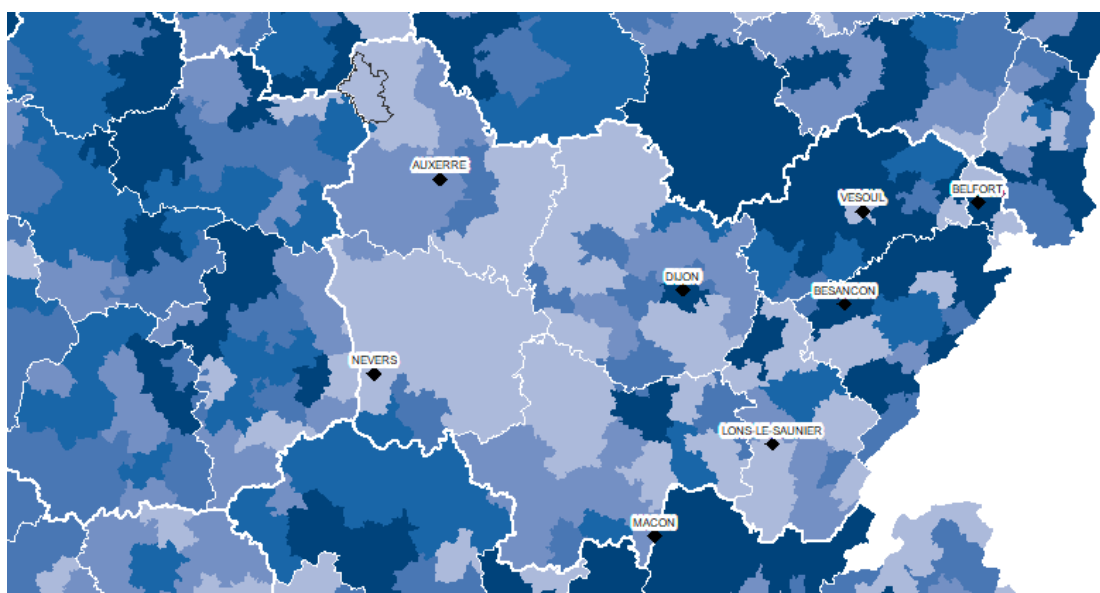 AUXERRE
VESOUL
BELFORT
DIJON
BESANCON
NEVERS
LONS-LE-SAUNIER
MACON